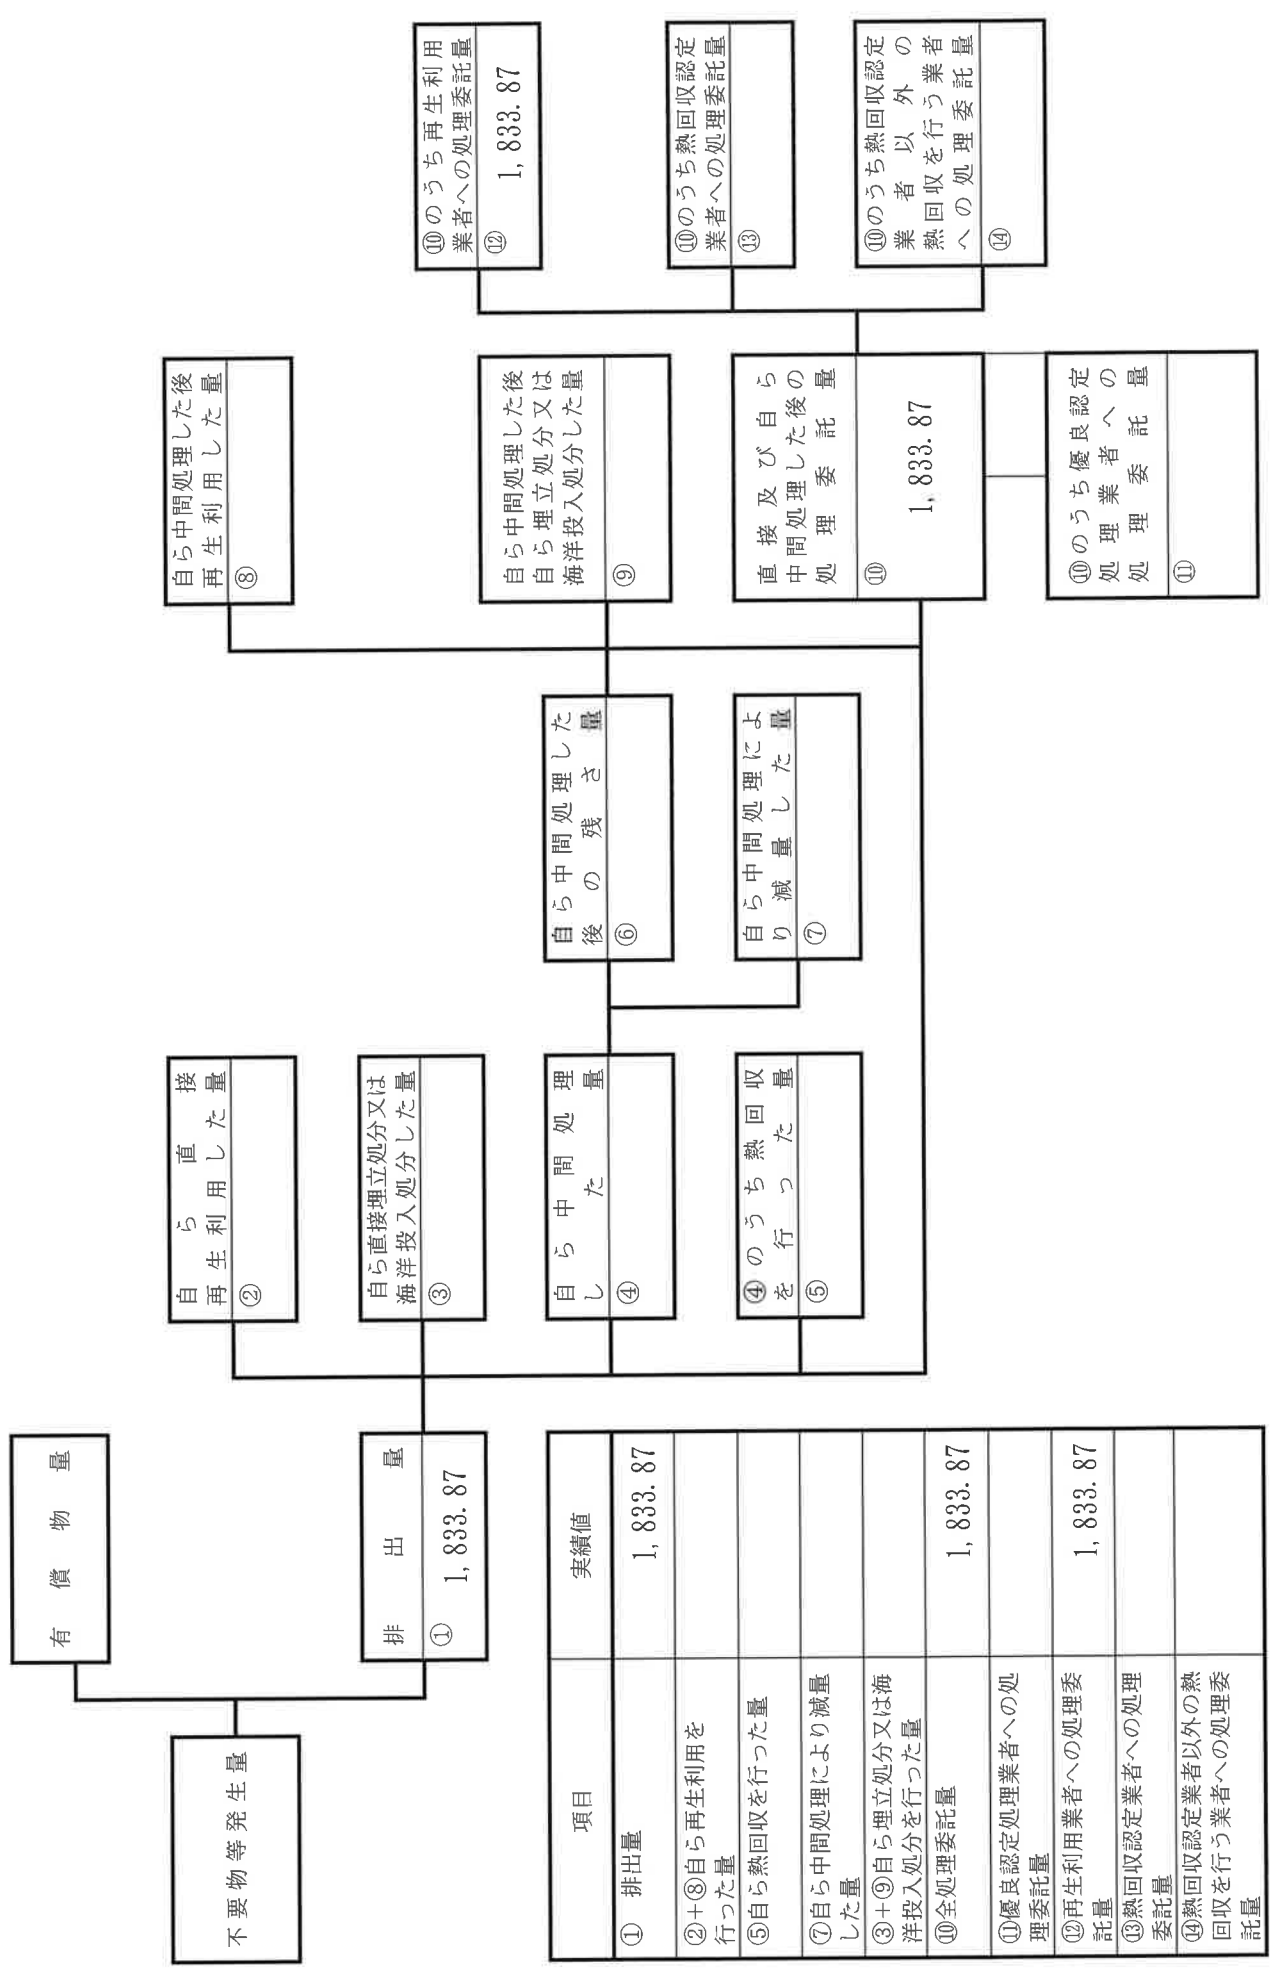 不要物等発生量
有償物量
排出量
① 1,833.87
自ら直接
再生利用した量
②
自ら直接埋立処分又は
海洋投入処分した量
③
自ら中間処理
した量
④
④のうち熱回収
を行った量
⑤
自ら中間処理した
後の残さ量
⑥
自ら中間処理によ
り減量した量
⑦
自ら中間処理した後
再生利用した量
⑧
自ら中間処理した後
自ら埋立処分又は
海洋投入処分した量
⑨
直接及び自ら
中間処理した後の
処理委託量
⑩
1,833.87
⑩のうち優良認定
処理業者への
処理委託量
⑪
⑩のうち再生利用
業者への処理委託量
⑫ 1,833.87
⑩のうち熱回収認定
業者への処理委託量
⑬
⑩のうち熱回収認定
業者以外の
熱回収を行う業者
への処理委託量
⑭
項目 実績値
① 排出量 1,833.87
②+⑧自ら再生利用を
行った量
⑤自ら熱回収を行った量
⑦自ら中間処理により減量
した量
③+⑨自ら埋立処分又は海
洋投入処分を行った量
⑩全処理委託量 1,833.87
⑪優良認定処理業者への処
理委託量
⑫再生利用業者への処理委
託量 1,833.87
⑬熱回収認定業者への処理
委託量
⑭熱回収認定業者以外の熱
回収を行う業者への処理委
託量